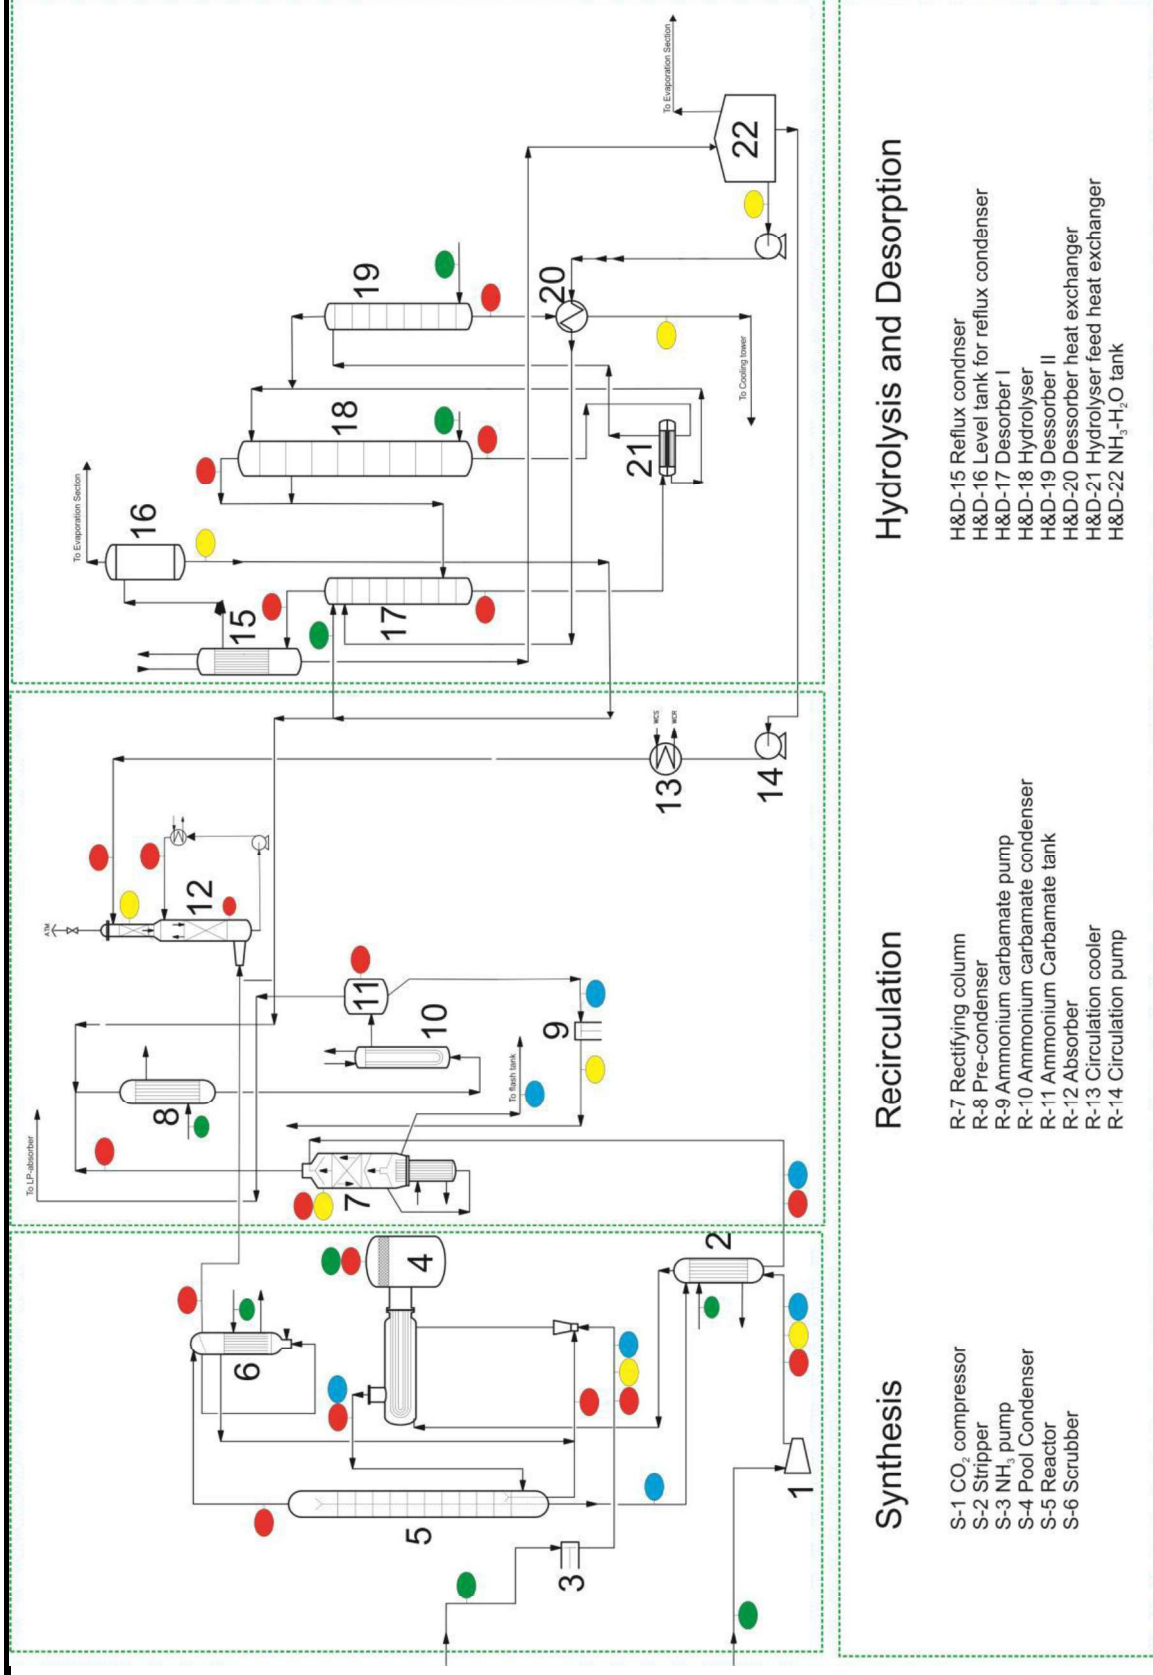 To Evaporation Section
To Evaporation Section
15
16
17
18
19
20
21
22
To Cooling tower
ATM
12
WCS
WCR
13
14
11
10
9
8
7
To flash tank
To LP-absorber
6
5
4
3
2
1
Synthesis
S-1 CO₂ compressor
S-2 Stripper
S-3 NH₃ pump
S-4 Pool Condenser
S-5 Reactor
S-6 Scrubber
Recirculation
R-7 Rectifying column
R-8 Pre-condenser
R-9 Ammonium carbamate pump
R-10 Ammonium carbamate condenser
R-11 Ammonium Carbamate tank
R-12 Absorber
R-13 Circulation cooler
R-14 Circulation pump
Hydrolysis and Desorption
H&D-15 Reflux condnser
H&D-16 Level tank for reflux condenser
H&D-17 Desorber I
H&D-18 Hydrolyser
H&D-19 Dessorber II
H&D-20 Dessorber heat exchanger
H&D-21 Hydrolyser feed heat exchanger
H&D-22 NH₃-H₂O tank